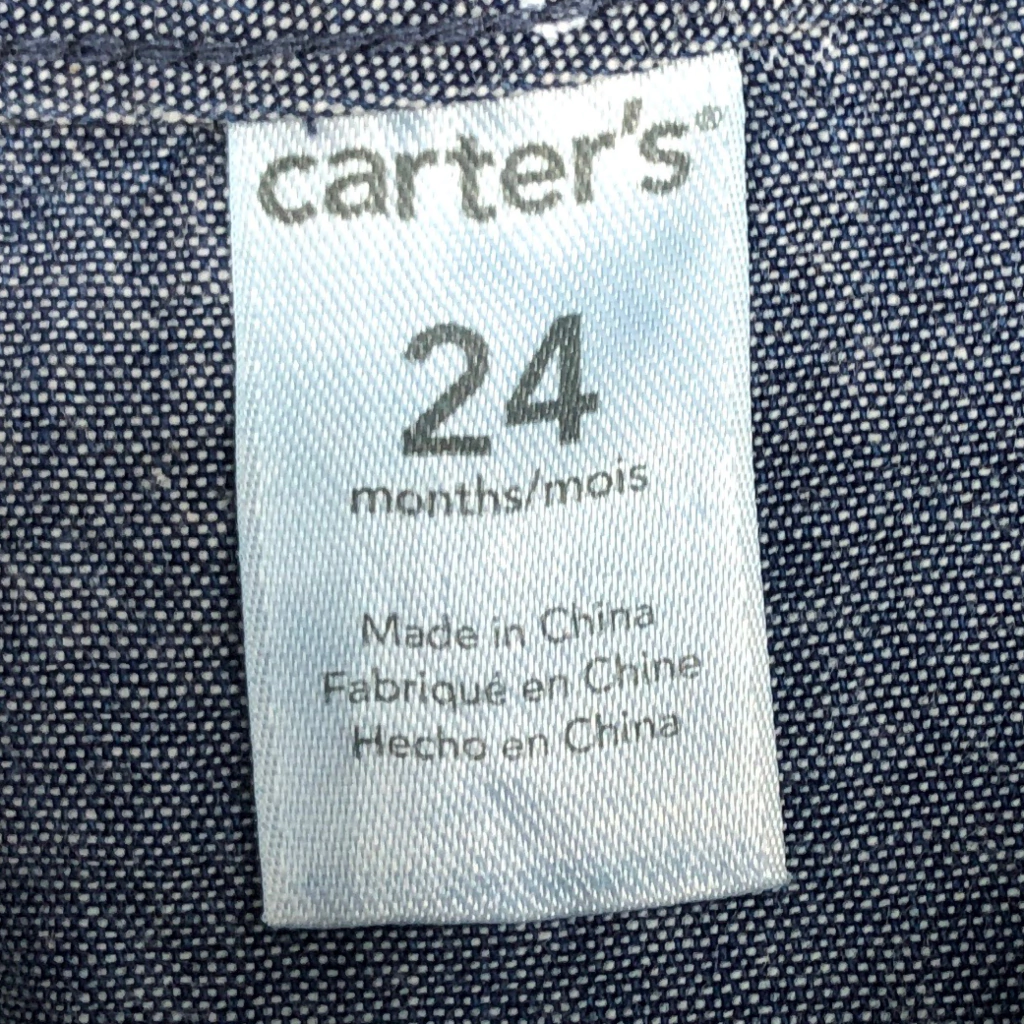 carter's®
24
months/mois
Made in China
Fabriqué en Chine
Hecho en China